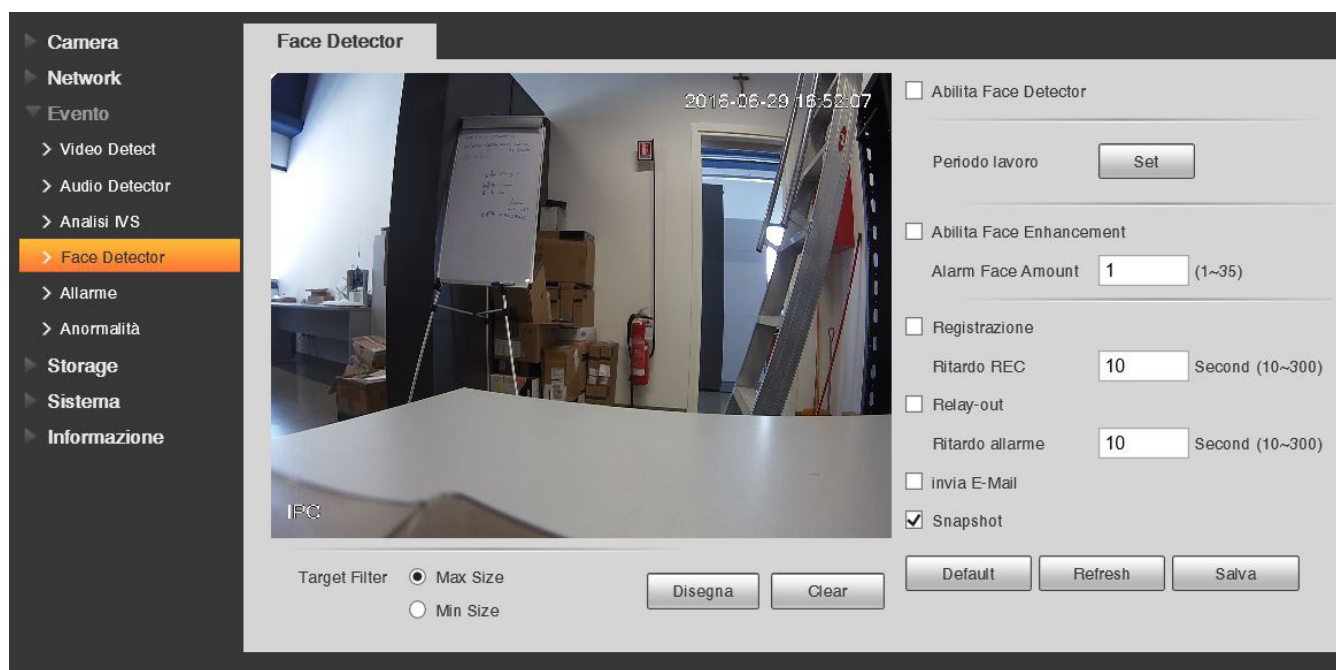 Camera
Network
Evento
Video Detect
Audio Detector
Analisi IVS
Face Detector
Allarme
Anormalità
Storage
Sistema
Informazione
Face Detector
2016-06-29 16:52:07
IPC
Target Filter
Max Size
Min Size
Disegna
Clear
Abilita Face Detector
Periodo lavoro
Set
Abilita Face Enhancement
Alarm Face Amount 1 (1~35)
Registrazione
Ritardo REC 10 Second (10~300)
Relay-out
Ritardo allarme 10 Second (10~300)
invia E-Mail
Snapshot
Default
Refresh
Salva